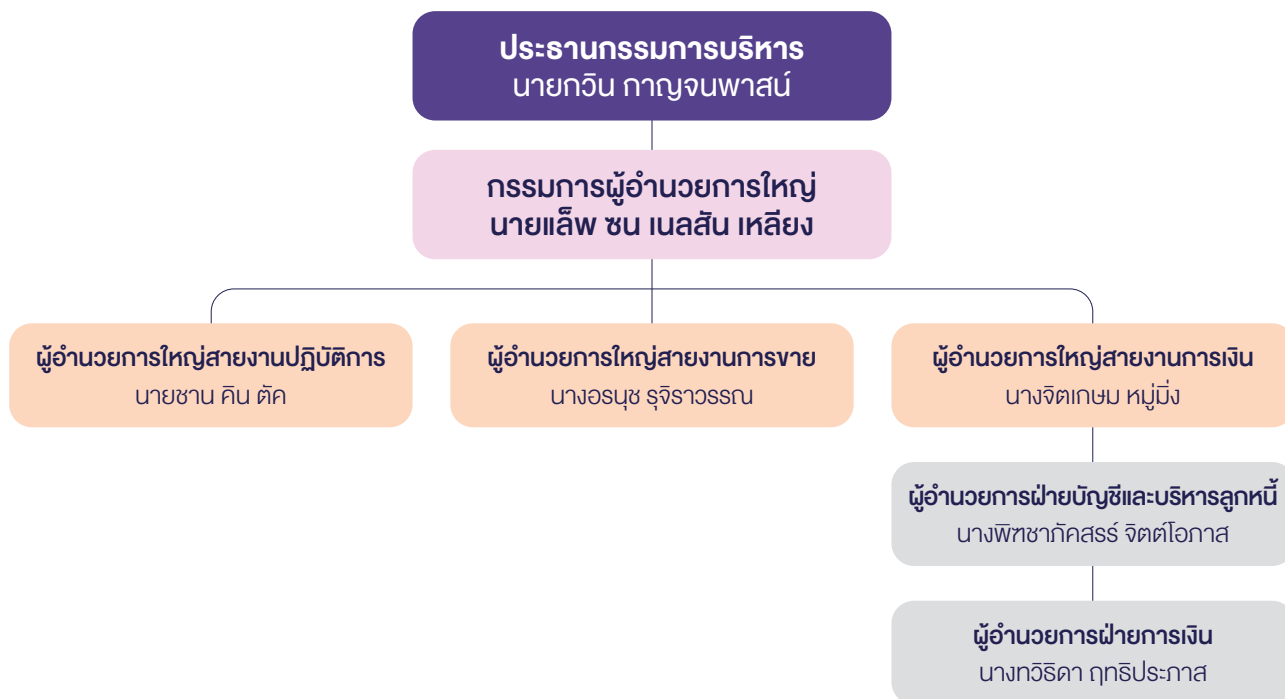 ประธานกรรมการบริหาร
นายกวิน กาญจนพาสน์
กรรมการผู้อำนวยการใหญ่
นายแล็พ ซน เนลสัน เหลียง
ผู้อำนวยการใหญ่สายงานปฏิบัติการ
นายชาน คิน ตัค
ผู้อำนวยการใหญ่สายงานการขาย
นางอรนุช รุจิราวรรณ
ผู้อำนวยการใหญ่สายงานการเงิน
นางจิตเกษม หมู่มิ่ง
ผู้อำนวยการฝ่ายบัญชีและบริหารลูกหนี้
นางพิฑชาภัคสรร์ จิตต์โอภาส
ผู้อำนวยการฝ่ายการเงิน
นางทวิธิดา ฤทธิประภาส